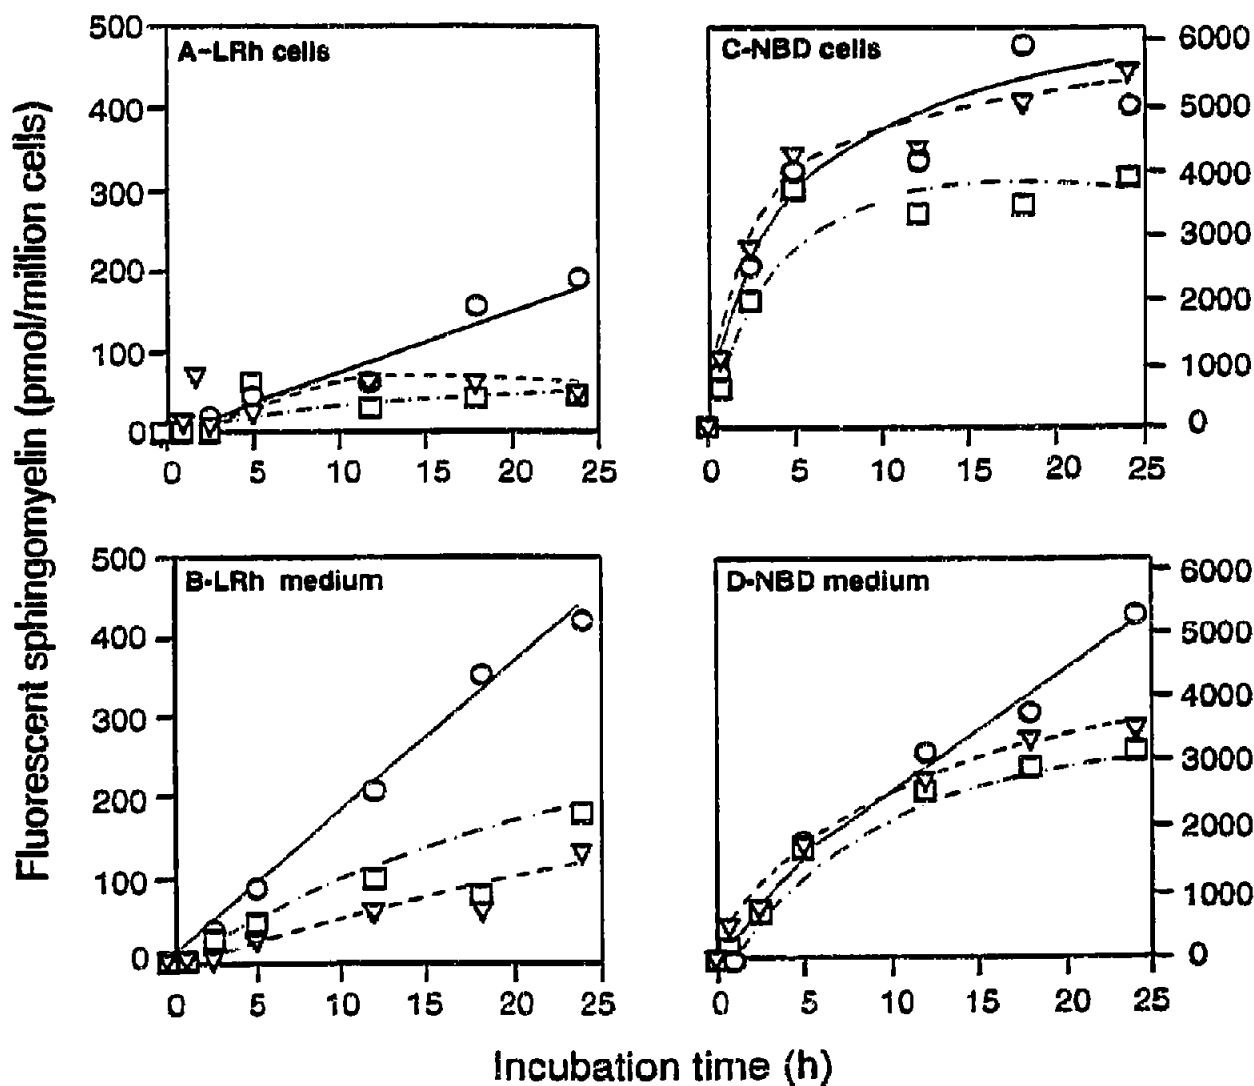 Fluorescent sphingomyelin (pmol/million cells)
A-LRh cells
500
400
300
200
100
0
0 5 10 15 20 25
C-NBD cells
6000
5000
4000
3000
2000
1000
0
0 5 10 15 20 25
B-LRh medium
500
400
300
200
100
0
0 5 10 15 20 25
D-NBD medium
6000
5000
4000
3000
2000
1000
0
0 5 10 15 20 25
Incubation time (h)